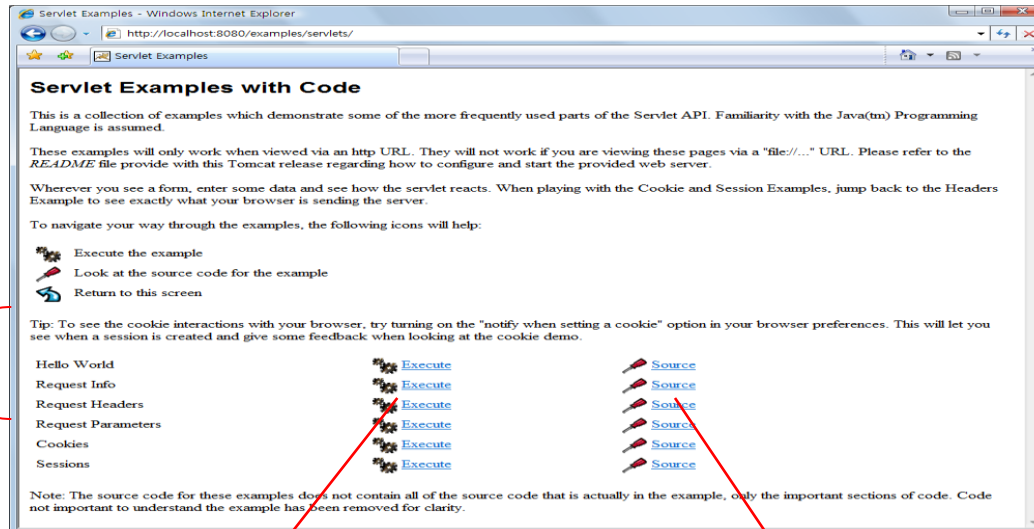 Servlet Examples - Windows Internet Explorer
http://localhost:8080/examples/servlets/
Servlet Examples
Servlet Examples with Code
This is a collection of examples which demonstrate some of the more frequently used parts of the Servlet API. Familiarity with the Java(tm) Programming
Language is assumed.
These examples will only work when viewed via an http URL. They will not work if you are viewing these pages via a "file://..." URL. Please refer to the
README file provide with this Tomcat release regarding how to configure and start the provided web server.
Wherever you see a form, enter some data and see how the servlet reacts. When playing with the Cookie and Session Examples, jump back to the Headers
Example to see exactly what your browser is sending the server.
To navigate your way through the examples, the following icons will help:
Execute the example
Look at the source code for the example
Return to this screen
Tip: To see the cookie interactions with your browser, try turning on the "notify when setting a cookie" option in your browser preferences. This will let you
see when a session is created and give some feedback when looking at the cookie demo.
Hello World Execute Source
Request Info Execute Source
Request Headers Execute Source
Request Parameters Execute Source
Cookies Execute Source
Sessions Execute Source
Note: The source code for these examples does not contain all of the source code that is actually in the example, only the important sections of code. Code
not important to understand the example has been removed for clarity.